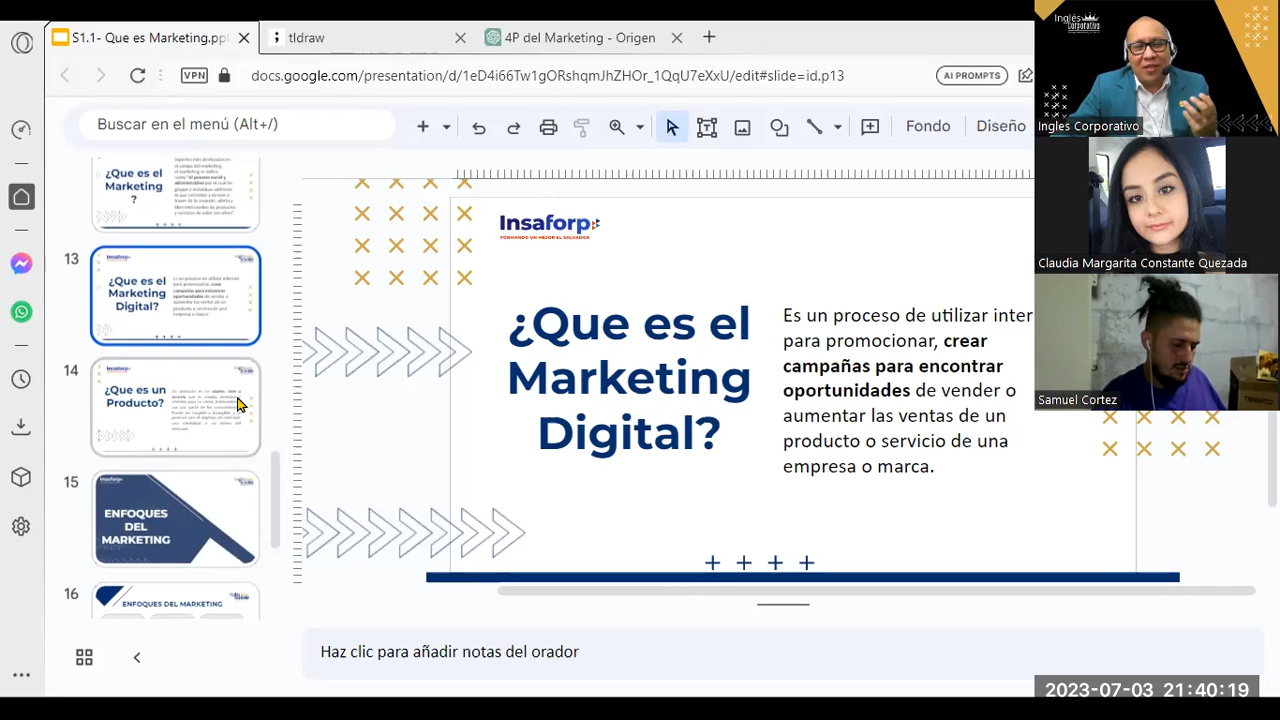 S1.1- Que es Marketing.pp
tldraw
4P del Marketing - Origen
VPN
docs.google.com/presentation/d/1eD4i66Tw1gORshqmJhZHOr_1QqU7eXxU/edit#slide=id.p13
AI PROMPTS
Buscar en el menú (Alt+/)
Fondo
Diseño
¿Que es el
Marketing
?
13
¿Que es el
Marketing
Digital?
14
¿Que es un
Producto?
15
ENFOQUES
DEL
MARKETING
16
ENFOQUES DEL MARKETING
Insaforp
FORMANDO UN MEJOR EL SALVADOR
¿Que es el
Marketing
Digital?
Es un proceso de utilizar inter
para promocionar, crear
campañas para encontrar
oportunidades de vender o
aumentar las ventas de un
producto o servicio de una
empresa o marca.
Haz clic para añadir notas del orador
Inglés
Corporativo
Ingles Corporativo
Claudia Margarita Constante Quezada
Samuel Cortez
2023-07-03 21:40:19